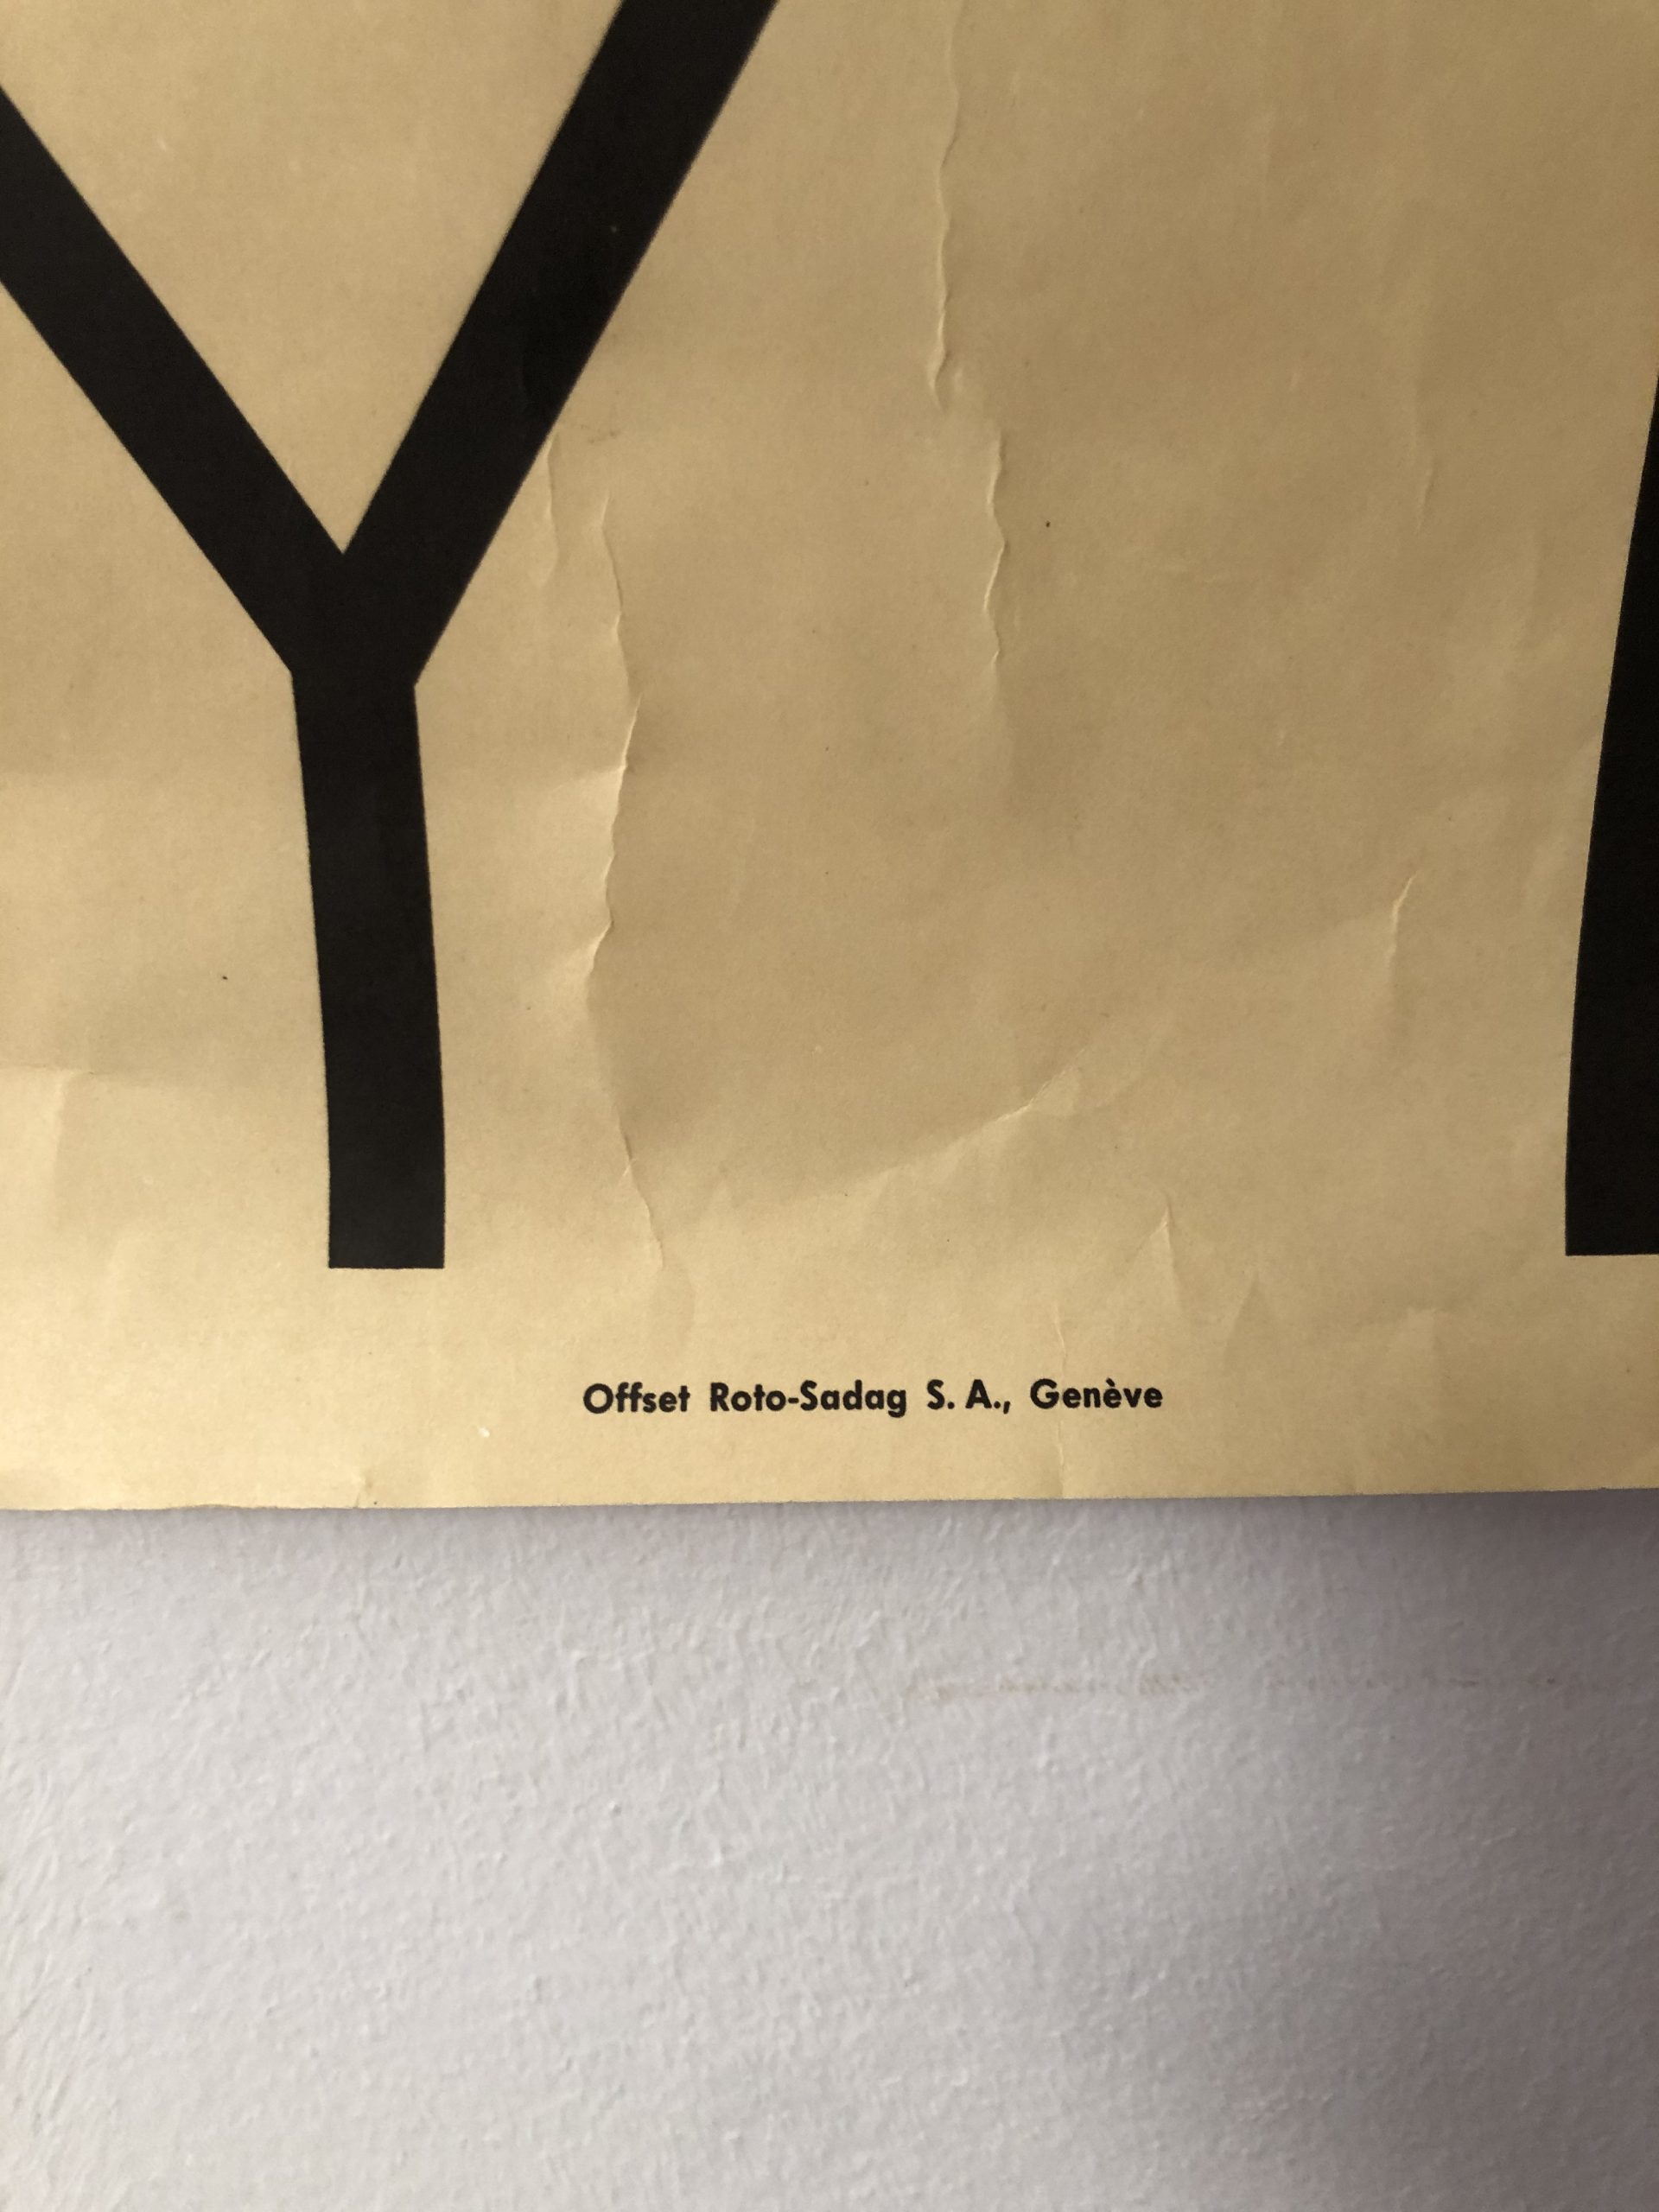 Y
Offset Roto-Sadag S. A., Genève